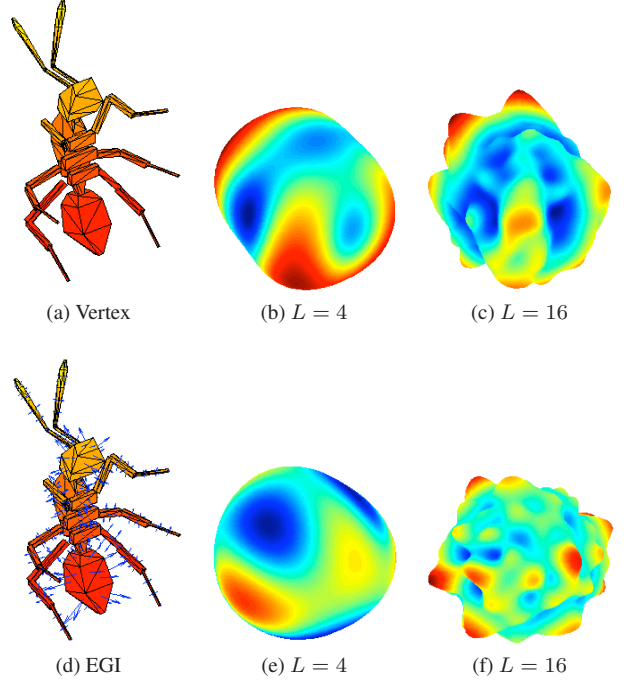 (a) Vertex
(b) L = 4
(c) L = 16
(d) EGI
(e) L = 4
(f) L = 16